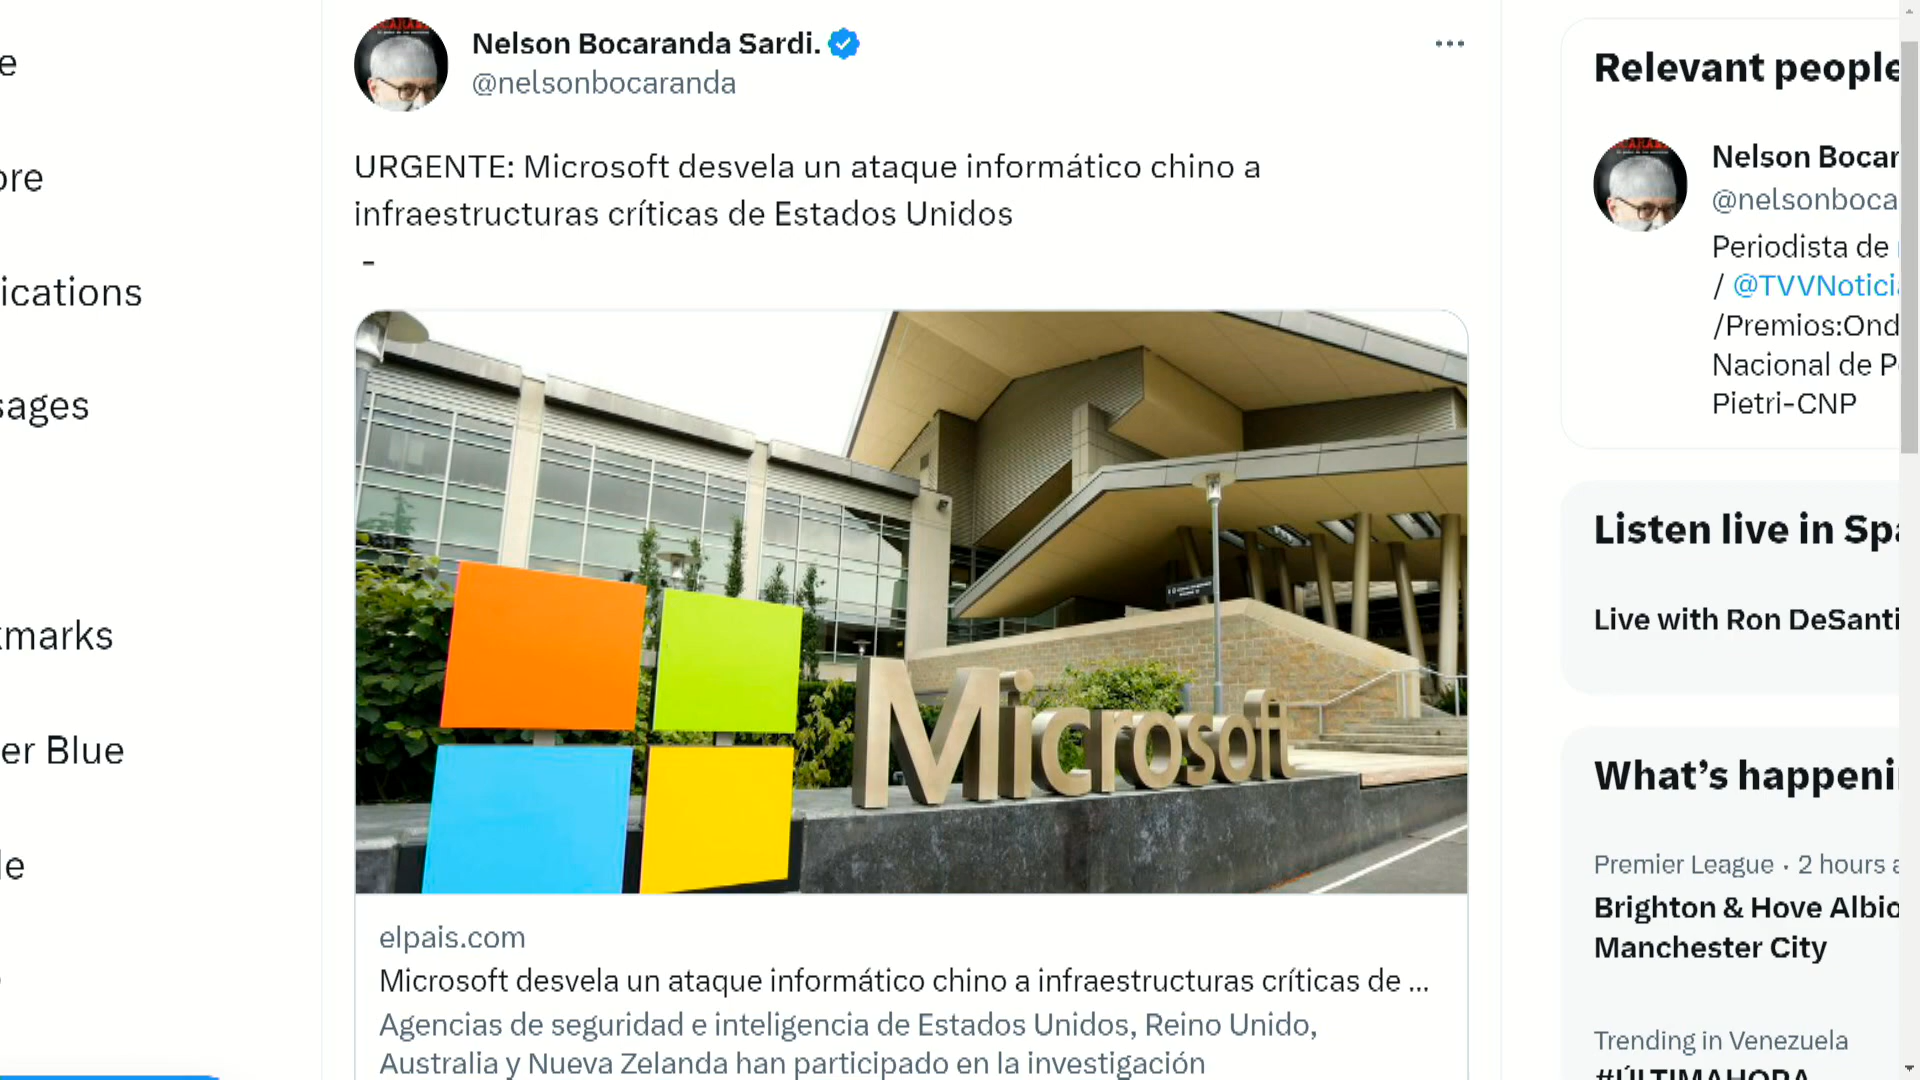 Nelson Bocaranda Sardi.
@nelsonbocaranda
URGENTE: Microsoft desvela un ataque informático chino a
infraestructuras críticas de Estados Unidos
-
Microsoft
elpais.com
Microsoft desvela un ataque informático chino a infraestructuras críticas de ...
Agencias de seguridad e inteligencia de Estados Unidos, Reino Unido,
Australia y Nueva Zelanda han participado en la investigación
e
ore
ications
sages
kmarks
er Blue
le
Relevant people
Nelson Bocar
@nelsonboca
Periodista de
/ @TVVNotici
/Premios:Ond
Nacional de P
Pietri-CNP
Listen live in Spa
Live with Ron DeSanti
What's happeni
Premier League · 2 hours a
Brighton & Hove Albio
Manchester City
Trending in Venezuela
#ÚLTIMAHORA